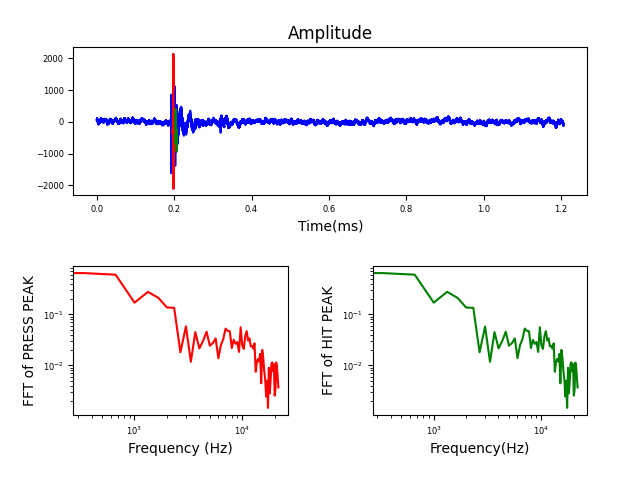 Amplitude
2000
1000
0
−1000
−2000
0.0 0.2 0.4 0.6 0.8 1.0 1.2
Time(ms)
FFT of PRESS PEAK
10⁻¹
10⁻²
10³ 10⁴
Frequency (Hz)
FFT of HIT PEAK
10⁻¹
10⁻²
10³ 10⁴
Frequency(Hz)